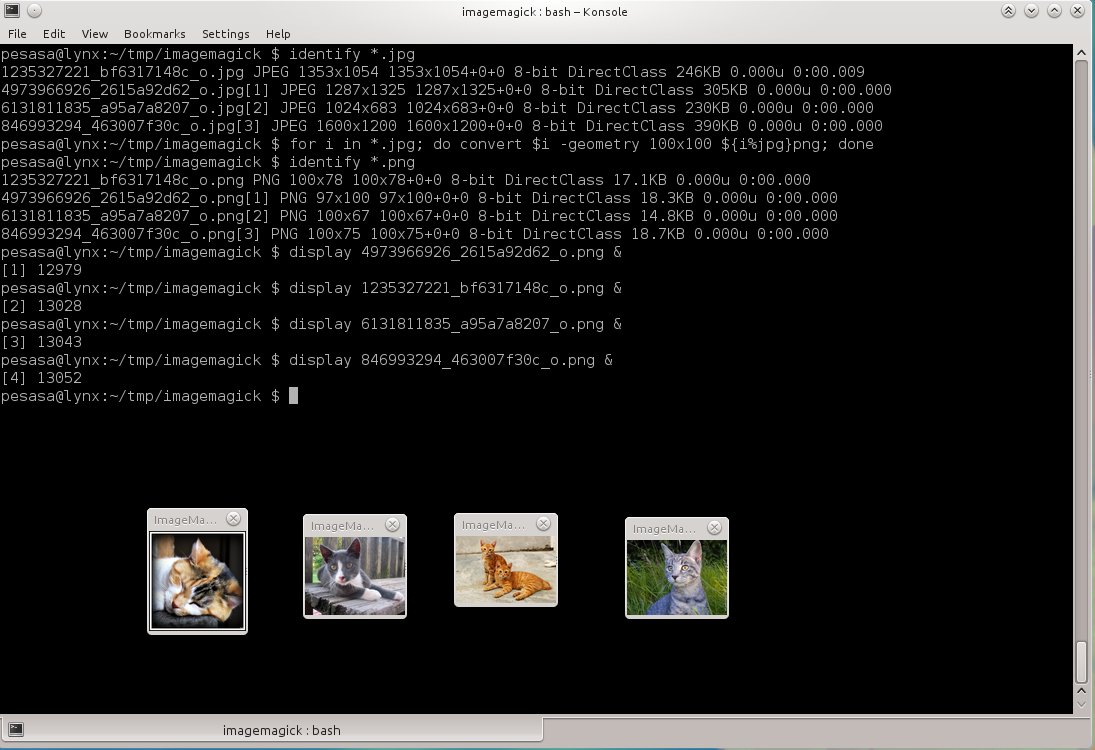 imagemagick : bash – Konsole
File Edit View Bookmarks Settings Help
pesasa@lynx:~/tmp/imagemagick $ identify *.jpg
1235327221_bf6317148c_o.jpg JPEG 1353x1054 1353x1054+0+0 8-bit DirectClass 246KB 0.000u 0:00.009
4973966926_2615a92d62_o.jpg[1] JPEG 1287x1325 1287x1325+0+0 8-bit DirectClass 305KB 0.000u 0:00.000
6131811835_a95a7a8207_o.jpg[2] JPEG 1024x683 1024x683+0+0 8-bit DirectClass 230KB 0.000u 0:00.000
846993294_463007f30c_o.jpg[3] JPEG 1600x1200 1600x1200+0+0 8-bit DirectClass 390KB 0.000u 0:00.000
pesasa@lynx:~/tmp/imagemagick $ for i in *.jpg; do convert $i -geometry 100x100 ${i%jpg}png; done
pesasa@lynx:~/tmp/imagemagick $ identify *.png
1235327221_bf6317148c_o.png PNG 100x78 100x78+0+0 8-bit DirectClass 17.1KB 0.000u 0:00.000
4973966926_2615a92d62_o.png[1] PNG 97x100 97x100+0+0 8-bit DirectClass 18.3KB 0.000u 0:00.000
6131811835_a95a7a8207_o.png[2] PNG 100x67 100x67+0+0 8-bit DirectClass 14.8KB 0.000u 0:00.000
846993294_463007f30c_o.png[3] PNG 100x75 100x75+0+0 8-bit DirectClass 18.7KB 0.000u 0:00.000
pesasa@lynx:~/tmp/imagemagick $ display 4973966926_2615a92d62_o.png &
[1] 12979
pesasa@lynx:~/tmp/imagemagick $ display 1235327221_bf6317148c_o.png &
[2] 13028
pesasa@lynx:~/tmp/imagemagick $ display 6131811835_a95a7a8207_o.png &
[3] 13043
pesasa@lynx:~/tmp/imagemagick $ display 846993294_463007f30c_o.png &
[4] 13052
pesasa@lynx:~/tmp/imagemagick $
ImageMa...
ImageMa...
ImageMa...
ImageMa...
imagemagick : bash